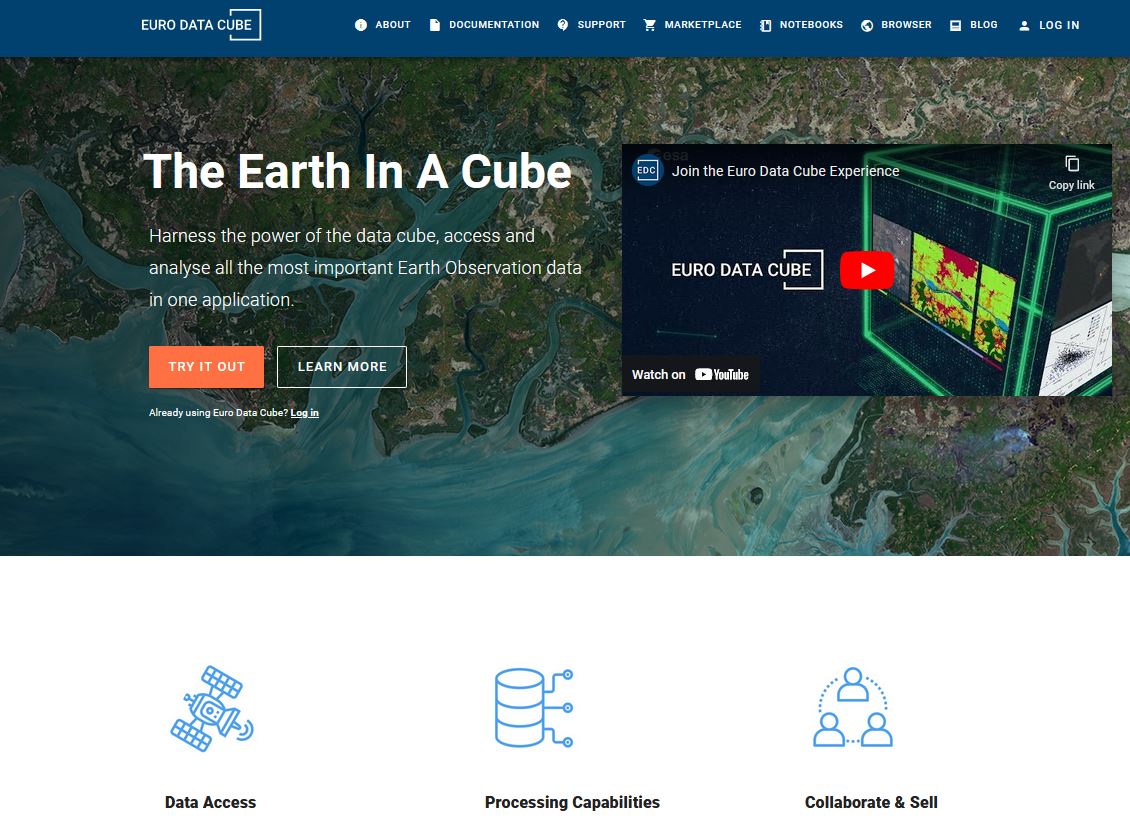 EURO DATA CUBE
ABOUT
DOCUMENTATION
SUPPORT
MARKETPLACE
NOTEBOOKS
BROWSER
BLOG
LOG IN
The Earth In A Cube
Harness the power of the data cube, access and
analyse all the most important Earth Observation data
in one application.
TRY IT OUT
LEARN MORE
Already using Euro Data Cube? Log in
esa
EDC
Join the Euro Data Cube Experience
Copy link
EURO DATA CUBE
Watch on YouTube
Data Access
Processing Capabilities
Collaborate & Sell